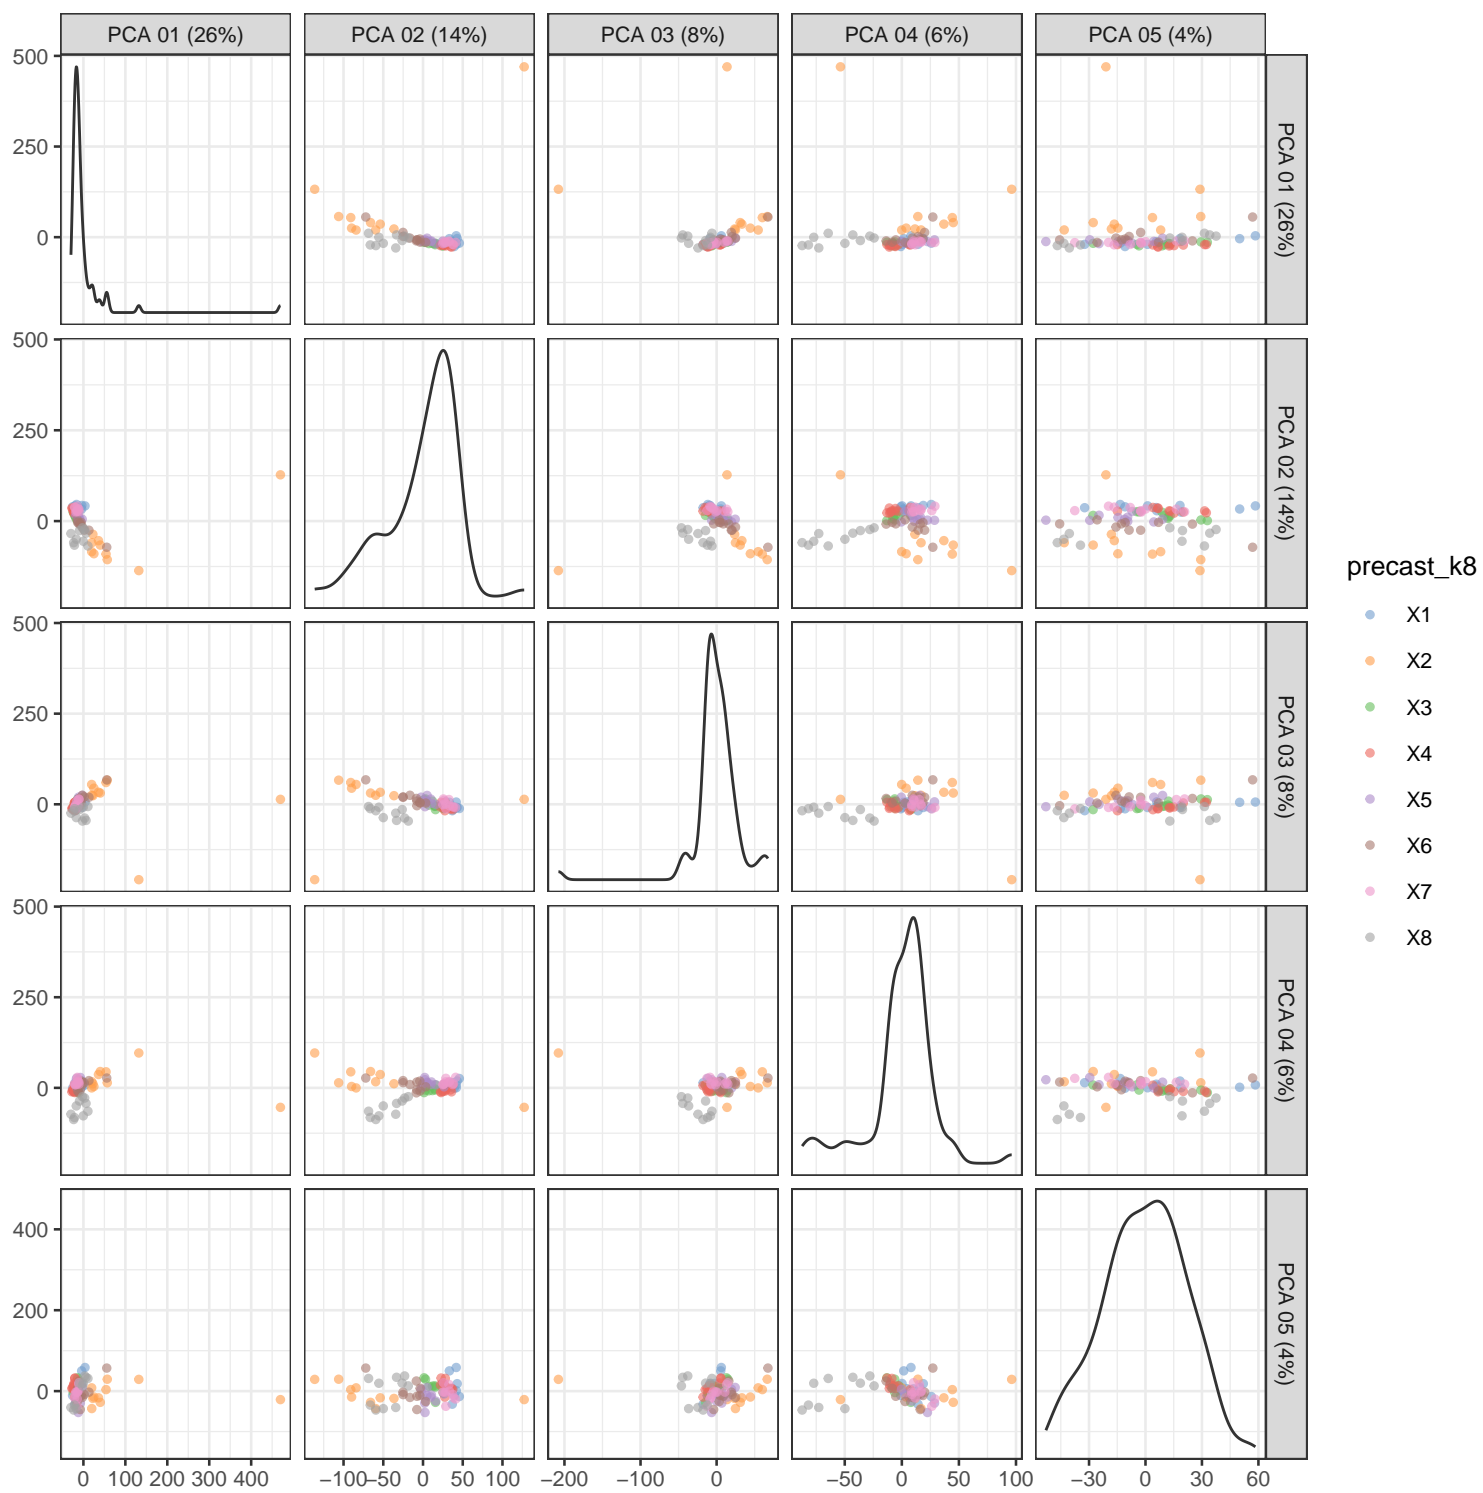 PCA 01 (26%) PCA 02 (14%) PCA 03 (8%) PCA 04 (6%) PCA 05 (4%)
500
250
0
PCA 01 (26%)
500
250
0
PCA 02 (14%)
500
250
0
PCA 03 (8%)
500
250
0
PCA 04 (6%)
400
200
0
PCA 05 (4%)
0 100 200 300 400 −100 −50 0 50 100 −200 −100 0 −50 0 50 100 −30 0 30 60
precast_k8
X1
X2
X3
X4
X5
X6
X7
X8